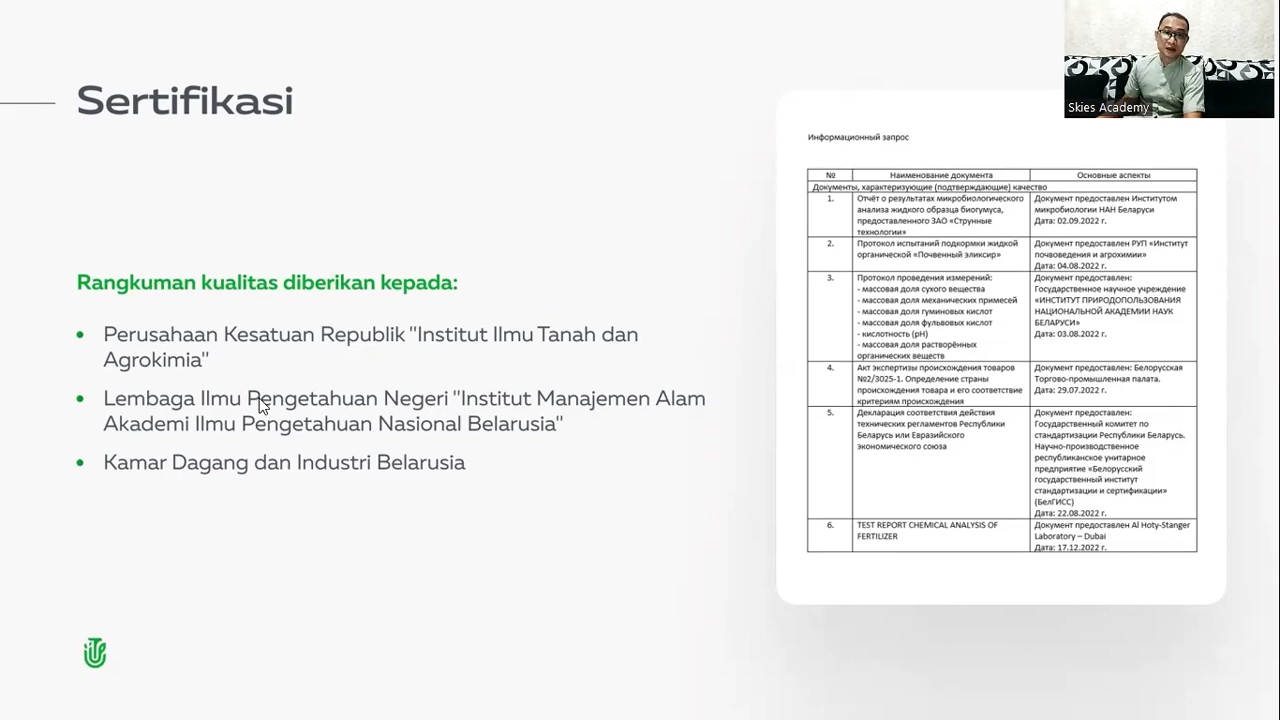 Sertifikasi
Rangkuman kualitas diberikan kepada:
Perusahaan Kesatuan Republik "Institut Ilmu Tanah dan
Agrokimia"
Lembaga Ilmu Pengetahuan Negeri "Institut Manajemen Alam
Akademi Ilmu Pengetahuan Nasional Belarusia"
Kamar Dagang dan Industri Belarusia
Skies Academy
Информационный запрос
№ Наименование документа Основные аспекты
Документы, характеризующие (подтверждающие) качество
1. Отчёт о результатах микробиологического Документ предоставлен Институтом
анализа жидкого образца биогумуса, микробиологии НАН Беларуси
предоставленного ЗАО «Струнные Дата: 02.09.2022 г.
технологии»
2. Протокол испытаний подкормки жидкой Документ предоставлен РУП «Институт
органической «Почвенный эликсир» почвоведения и агрохимии»
Дата: 04.08.2022 г.
3. Протокол проведения измерений: Документ предоставлен:
- массовая доля сухого вещества Государственное научное учреждение
- массовая доля механических примесей «ИНСТИТУТ ПРИРОДОПОЛЬЗОВАНИЯ
- массовая доля гуминовых кислот НАЦИОНАЛЬНОЙ АКАДЕМИИ НАУК
- массовая доля фульвовых кислот БЕЛАРУСИ»
- кислотность (pH) Дата: 03.08.2022 г.
- массовая доля растворённых
органических веществ
4. Акт экспертизы происхождения товаров Документ предоставлен: Белорусская
№2/3025-1. Определение страны Торгово-промышленная палата.
происхождения товара и его соответствие Дата: 29.07.2022 г.
критериям происхождения
5. Декларация соответствия действия Документ предоставлен:
технических регламентов Республики Государственный комитет по
Беларусь или Евразийского стандартизации Республики Беларусь.
экономического союза Научно-производственное
республиканское унитарное
предприятие «Белорусский
государственный институт
стандартизации и сертификации»
(БелГИСС)
Дата: 22.08.2022 г.
6. TEST REPORT CHEMICAL ANALYSIS OF Документ предоставлен Al Hoty-Stanger
FERTILIZER Laboratory – Dubai
Дата: 17.12.2022 г.